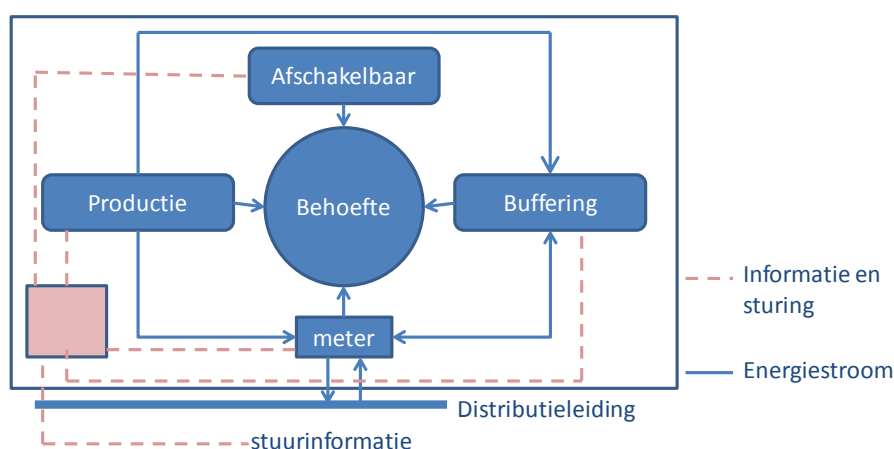 Afschakelbaar
Productie
Behoefte
Buffering
meter
Informatie en
sturing
Energiestroom
Distributieleiding
stuurinformatie